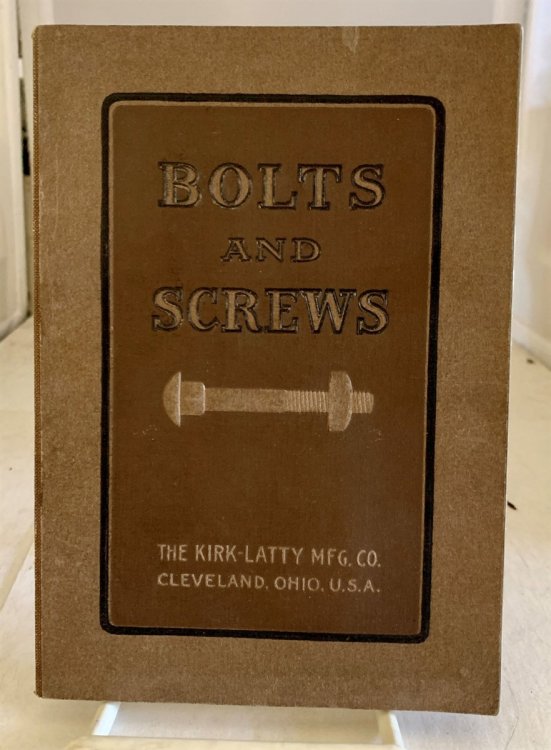 BOLTS
AND
SCREWS
THE KIRK-LATTY MFG. CO.
CLEVELAND, OHIO, U.S.A.